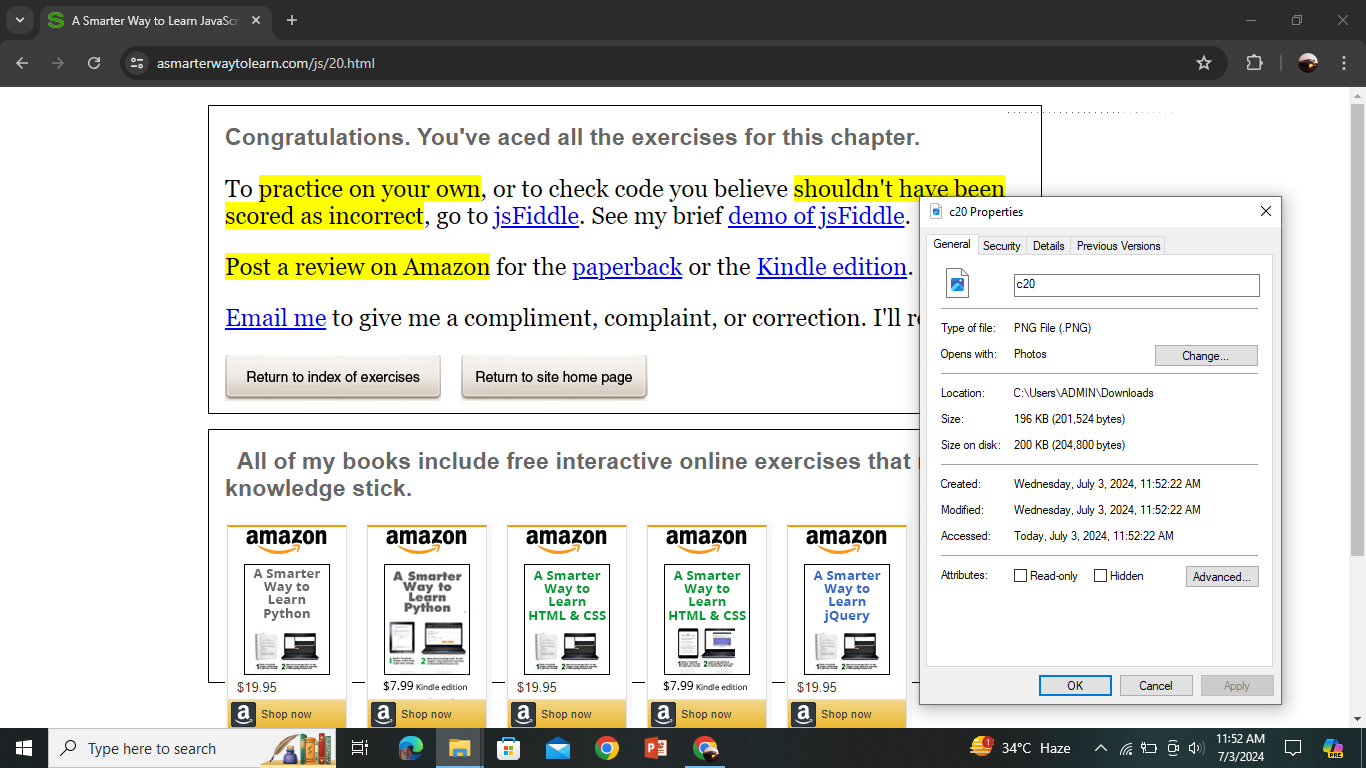 A Smarter Way to Learn JavaScr
asmarterwaytolearn.com/js/20.html
Congratulations. You've aced all the exercises for this chapter.
To practice on your own, or to check code you believe shouldn't have been
scored as incorrect, go to jsFiddle. See my brief demo of jsFiddle.
Post a review on Amazon for the paperback or the Kindle edition.
Email me to give me a compliment, complaint, or correction. I'll r
Return to index of exercises
Return to site home page
All of my books include free interactive online exercises that
knowledge stick.
amazon
A Smarter
Way to
Learn
Python
$19.95
Shop now
amazon
A Smarter
Way to
Learn
Python
$7.99 Kindle edition
Shop now
amazon
A Smarter
Way to
Learn
HTML & CSS
$19.95
Shop now
amazon
A Smarter
Way to
Learn
HTML & CSS
$7.99 Kindle edition
Shop now
amazon
A Smarter
Way to
Learn
jQuery
$19.95
Shop now
c20 Properties
General Security Details Previous Versions
c20
Type of file: PNG File (.PNG)
Opens with: Photos Change...
Location: C:\Users\ADMIN\Downloads
Size: 196 KB (201,524 bytes)
Size on disk: 200 KB (204,800 bytes)
Created: Wednesday, July 3, 2024, 11:52:22 AM
Modified: Wednesday, July 3, 2024, 11:52:22 AM
Accessed: Today, July 3, 2024, 11:52:22 AM
Attributes: Read-only Hidden Advanced...
OK Cancel Apply
Type here to search
34°C Haze
11:52 AM
7/3/2024